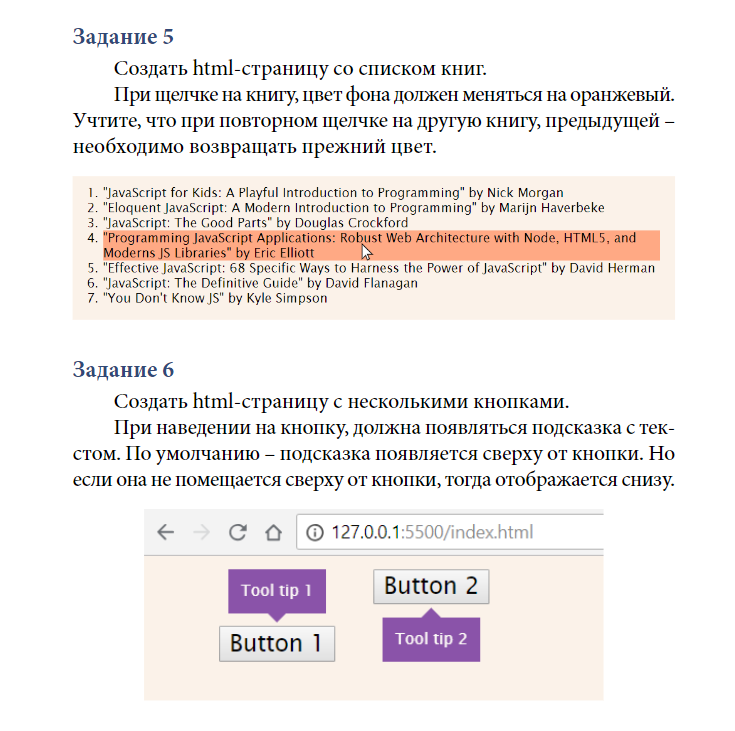 Задание 5
Создать html-страницу со списком книг.
При щелчке на книгу, цвет фона должен меняться на оранжевый.
Учтите, что при повторном щелчке на другую книгу, предыдущей –
необходимо возвращать прежний цвет.
1. "JavaScript for Kids: A Playful Introduction to Programming" by Nick Morgan
2. "Eloquent JavaScript: A Modern Introduction to Programming" by Marijn Haverbeke
3. "JavaScript: The Good Parts" by Douglas Crockford
4. "Programming JavaScript Applications: Robust Web Architecture with Node, HTML5, and
Moderns JS Libraries" by Eric Elliott
5. "Effective JavaScript: 68 Specific Ways to Harness the Power of JavaScript" by David Herman
6. "JavaScript: The Definitive Guide" by David Flanagan
7. "You Don't Know JS" by Kyle Simpson
Задание 6
Создать html-страницу с несколькими кнопками.
При наведении на кнопку, должна появляться подсказка с тек-
стом. По умолчанию – подсказка появляется сверху от кнопки. Но
если она не помещается сверху от кнопки, тогда отображается снизу.
127.0.0.1:5500/index.html
Tool tip 1
Button 2
Button 1
Tool tip 2